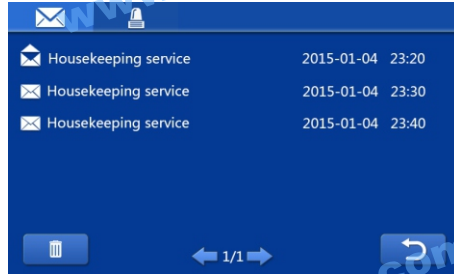 Housekeeping service 2015-01-04 23:20
Housekeeping service 2015-01-04 23:30
Housekeeping service 2015-01-04 23:40
1/1